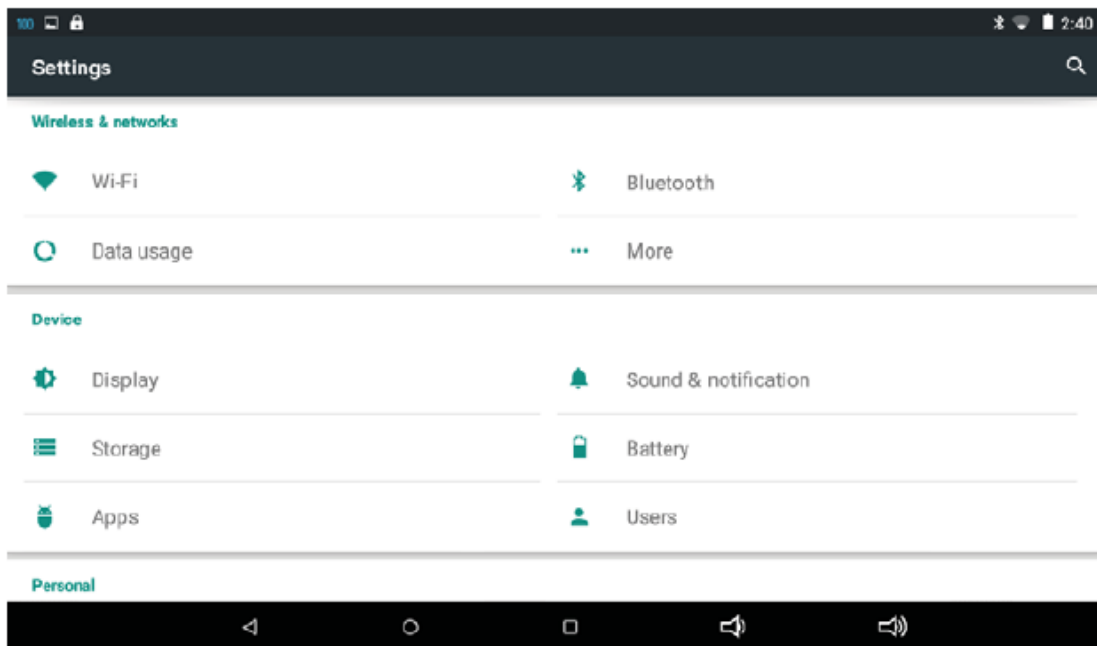 100 2:40
Settings
Wireless & networks
Wi-Fi Bluetooth
Data usage More
Device
Display Sound & notification
Storage Battery
Apps Users
Personal